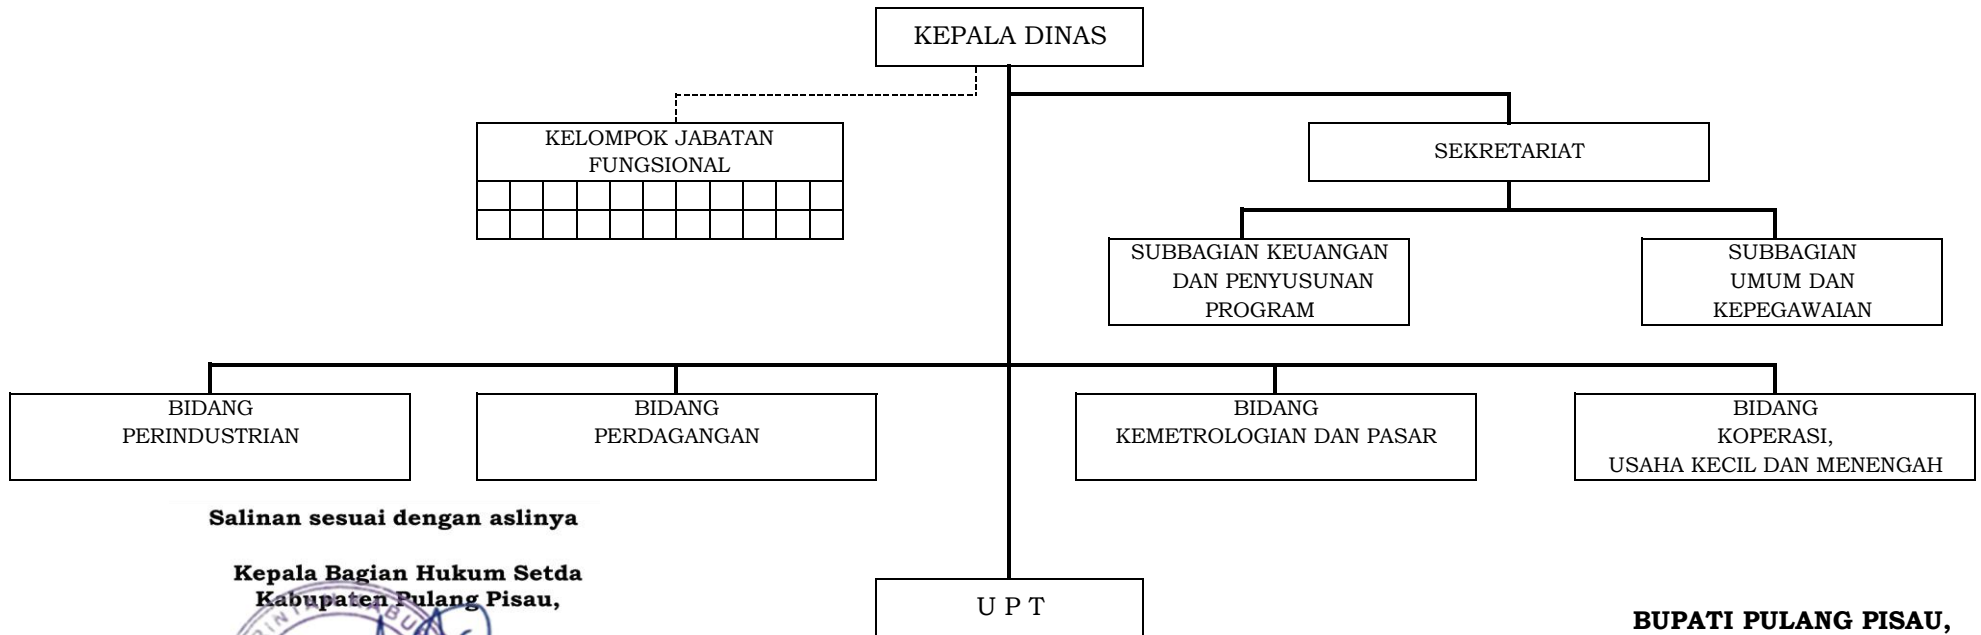 KEPALA DINAS
KELOMPOK JABATAN
FUNGSIONAL
SEKRETARIAT
SUBBAGIAN KEUANGAN
DAN PENYUSUNAN
PROGRAM
SUBBAGIAN
UMUM DAN
KEPEGAWAIAN
BIDANG
PERINDUSTRIAN
BIDANG
PERDAGANGAN
BIDANG
KEMETROLOGIAN DAN PASAR
BIDANG
KOPERASI,
USAHA KECIL DAN MENENGAH
Salinan sesuai dengan aslinya
Kepala Bagian Hukum Setda
Kabupaten Pulang Pisau,
U P T
BUPATI PULANG PISAU,